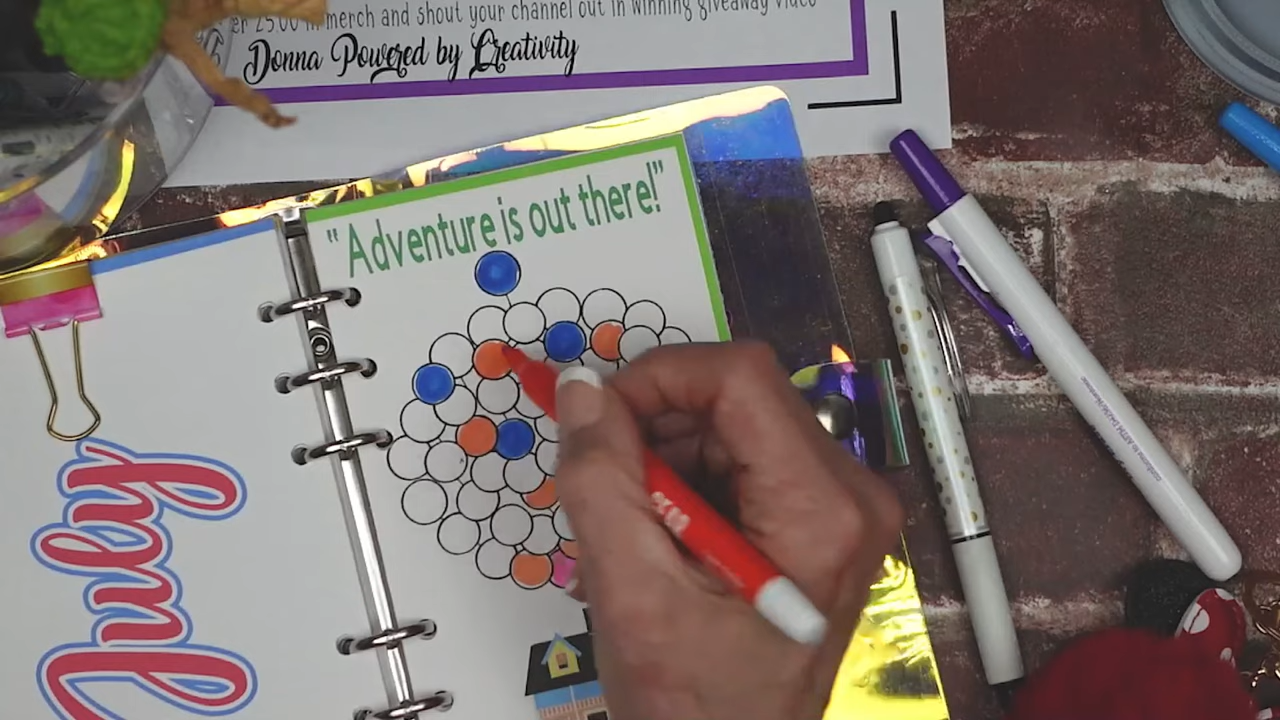 25.00 in merch and shout your channel out in winning giveaway video
Donna Powered by Creativity
"Adventure is out there!"
July